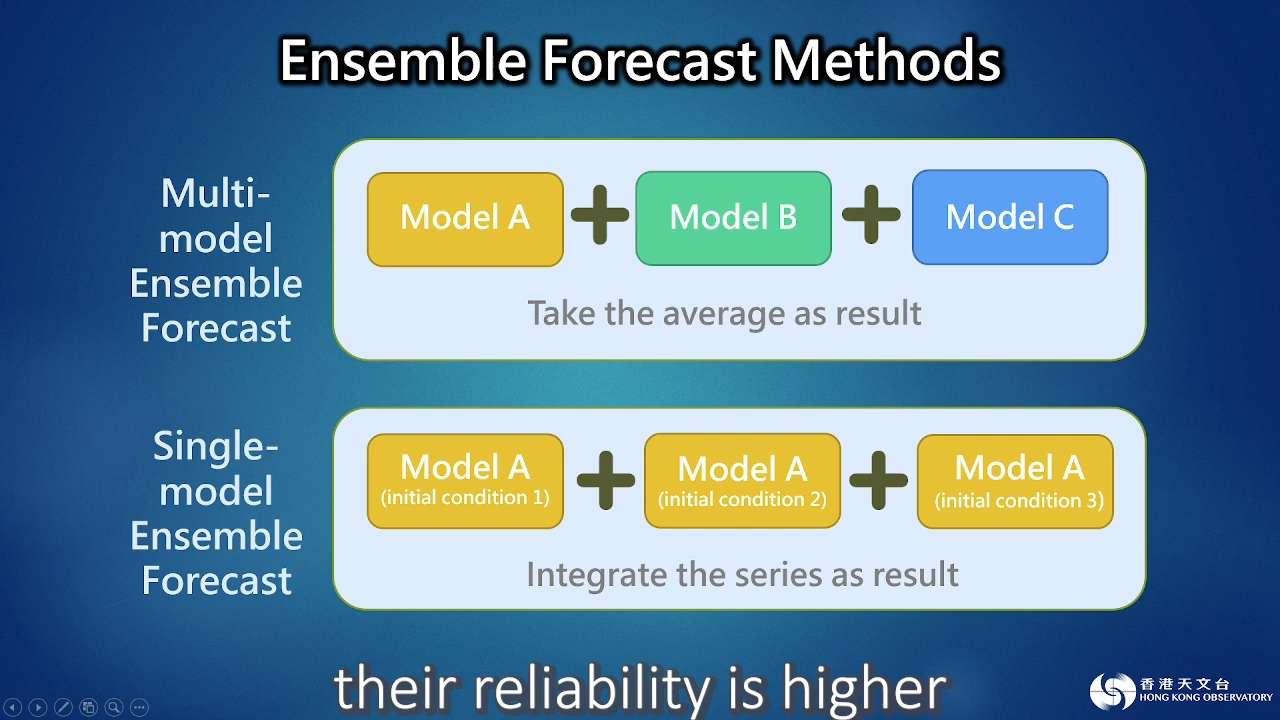 Ensemble Forecast Methods
Multi-
model
Ensemble
Forecast
Model A
Model B
Model C
Take the average as result
Single-
model
Ensemble
Forecast
Model A
(initial condition 1)
Model A
(initial condition 2)
Model A
(initial condition 3)
Integrate the series as result
their reliability is higher
香港天文台
HONG KONG OBSERVATORY